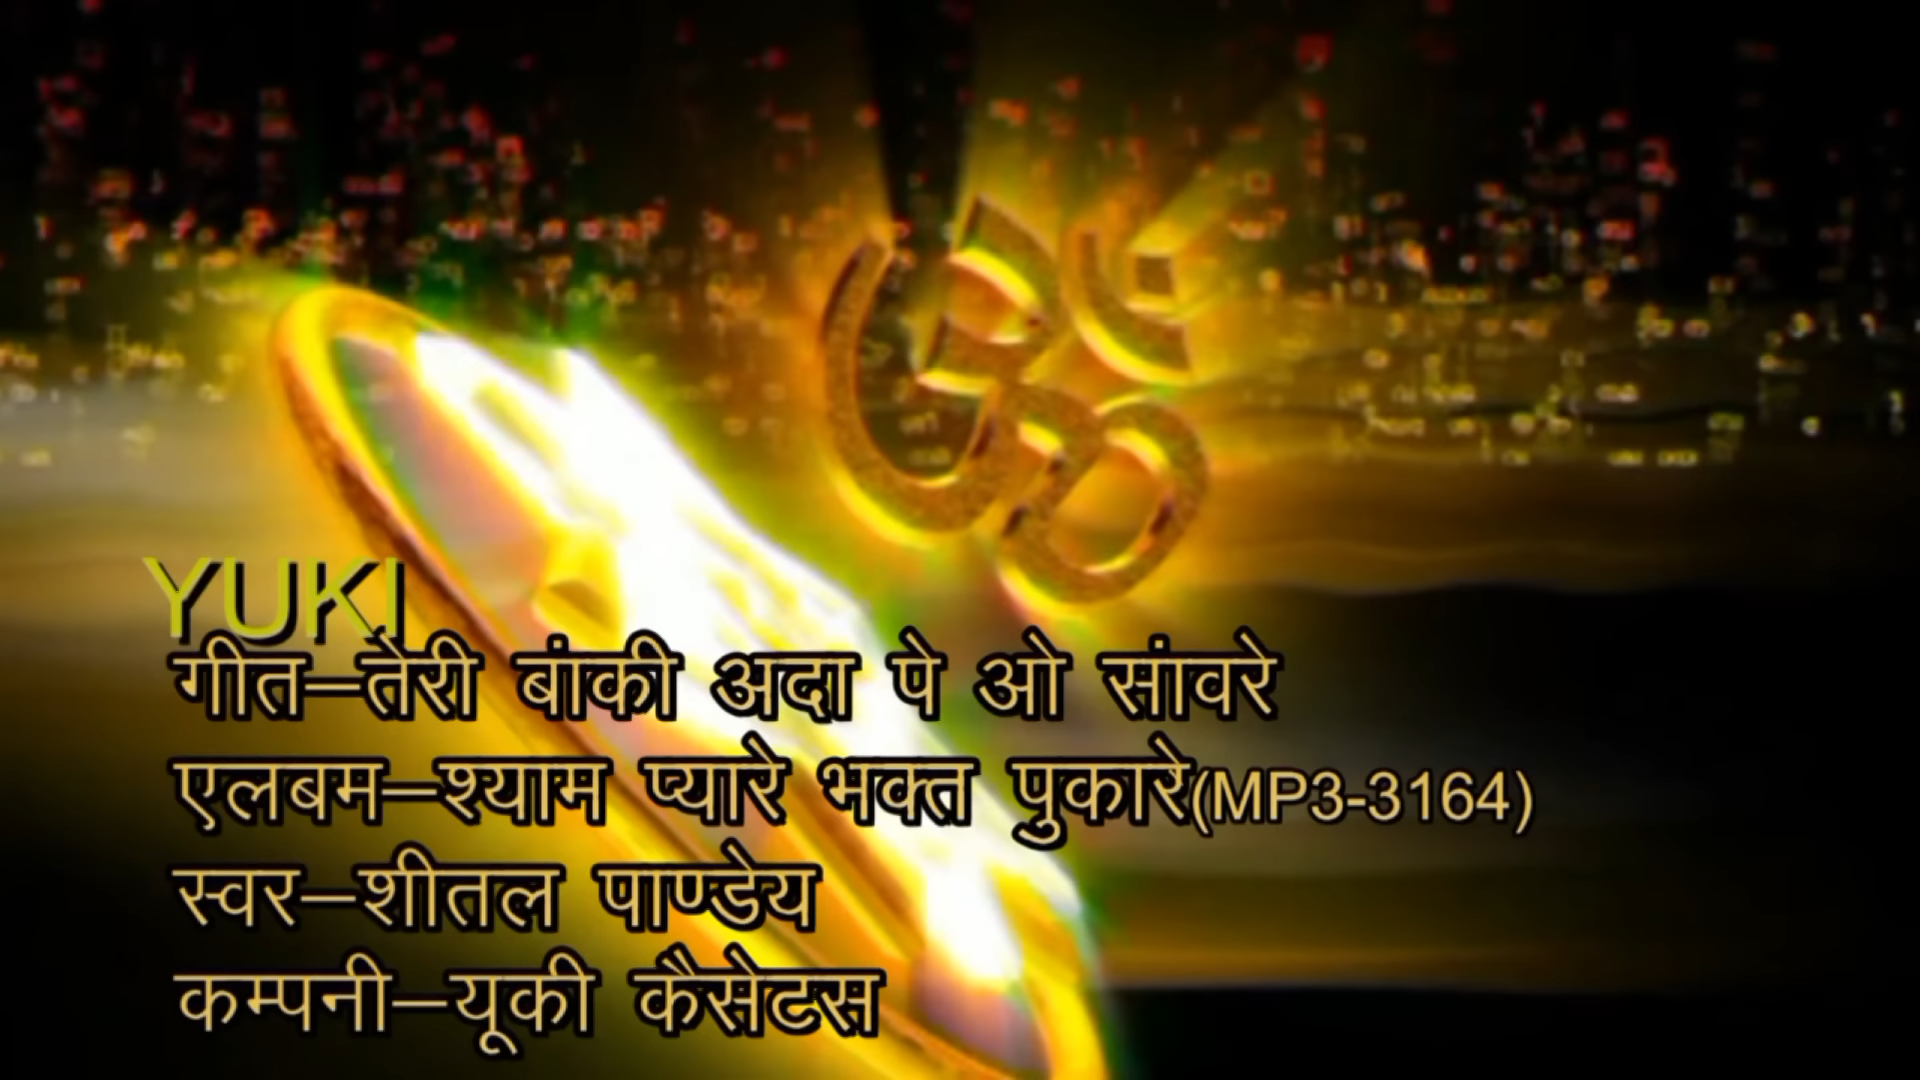 YUKI
गीत–तेरी बांकी अदा पे ओ सांवरे
एलबम–श्याम प्यारे भक्त पुकारे(MP3-3164)
स्वर–शीतल पाण्डेय
कम्पनी–यूकी कैसेटस